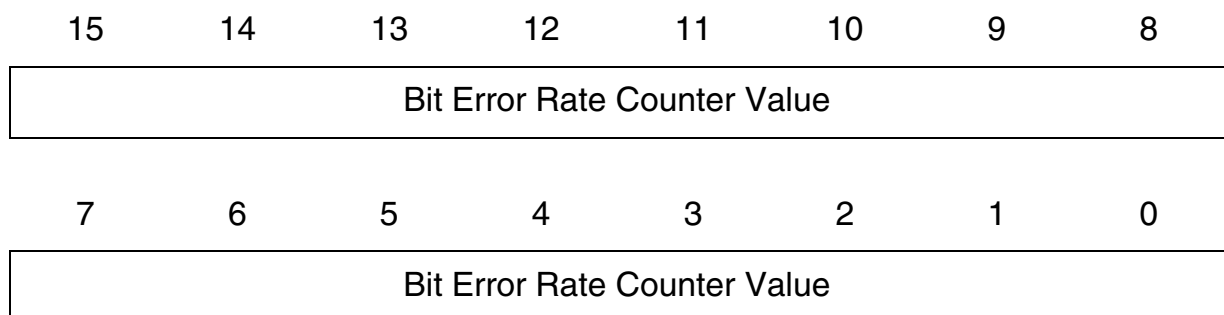 15 14 13 12 11 10 9 8
Bit Error Rate Counter Value
7 6 5 4 3 2 1 0
Bit Error Rate Counter Value